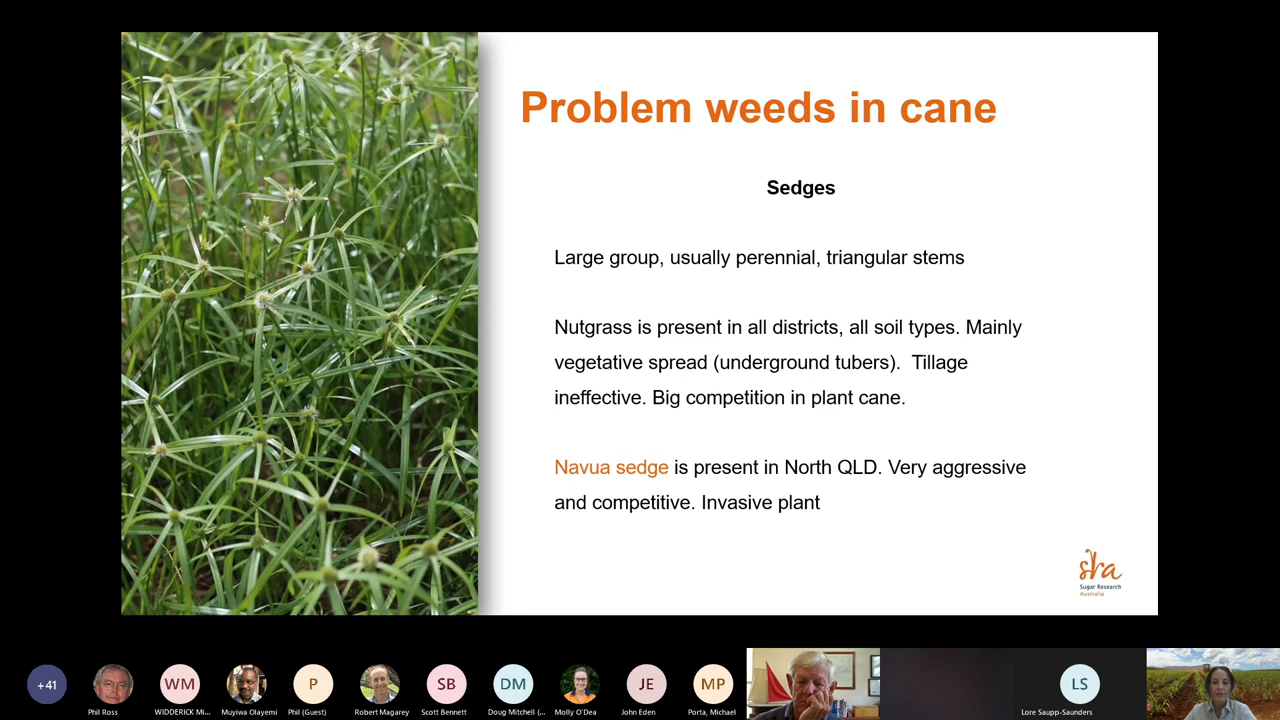 Problem weeds in cane
Sedges
Large group, usually perennial, triangular stems
Nutgrass is present in all districts, all soil types. Mainly
vegetative spread (underground tubers).  Tillage
ineffective. Big competition in plant cane.
Navua sedge is present in North QLD. Very aggressive
and competitive. Invasive plant
sra
Sugar Research
Australia
+41
WM
P
SB
DM
JE
MP
LS
Phil Ross
WIDDERICK Mi...
Muyiwa Olayemi
Phil (Guest)
Robert Magarey
Scott Bennett
Doug Mitchell (...
Molly O'Dea
John Eden
Porta, Michael
Lore Saupp-Saunders